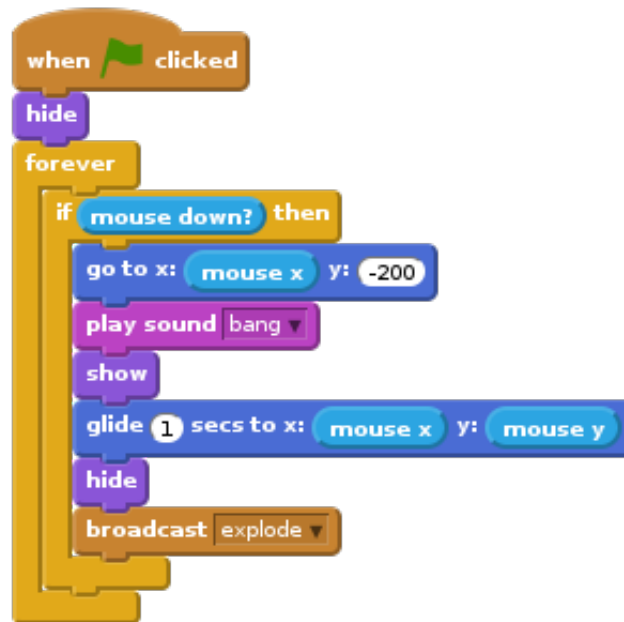 when clicked
hide
forever
if mouse down? then
go to x: mouse x y: -200
play sound bang
show
glide 1 secs to x: mouse x y: mouse y
hide
broadcast explode